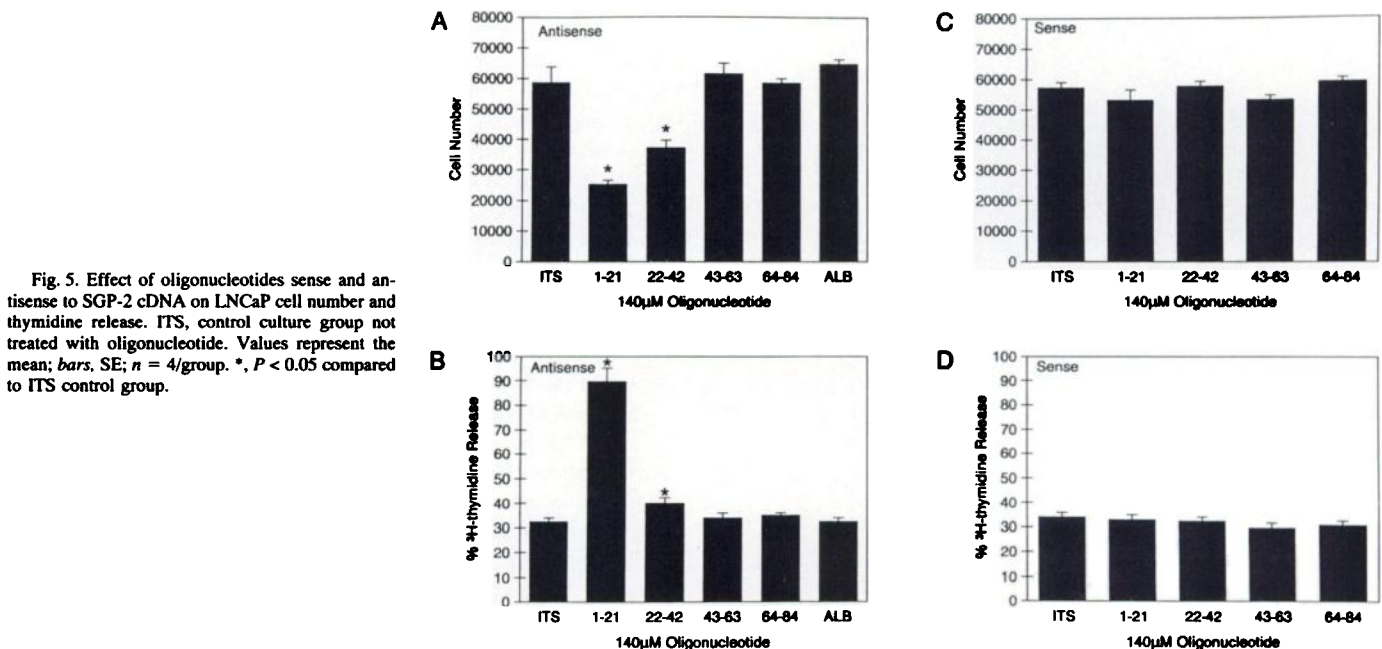 Fig. 5. Effect of oligonucleotides sense and an-
tisense to SGP-2 cDNA on LNCaP cell number and
thymidine release. ITS, control culture group not
treated with oligonucleotide. Values represent the
mean; bars, SE; n = 4/group. *, P < 0.05 compared
to ITS control group.
A
Antisense
Cell Number
80000
70000
60000
50000
40000
30000
20000
10000
0
*
*
ITS 1-21 22-42 43-63 64-84 ALB
140µM Oligonucleotide
C
Sense
Cell Number
80000
70000
60000
50000
40000
30000
20000
10000
0
ITS 1-21 22-42 43-63 64-84
140µM Oligonucleotide
B
Antisense
% ³H-thymidine Release
100
90
80
70
60
50
40
30
20
10
0
*
*
ITS 1-21 22-42 43-63 64-84 ALB
140µM Oligonucleotide
D
Sense
% ³H-thymidine Release
100
90
80
70
60
50
40
30
20
10
0
ITS 1-21 22-42 43-63 64-84
140µM Oligonucleotide